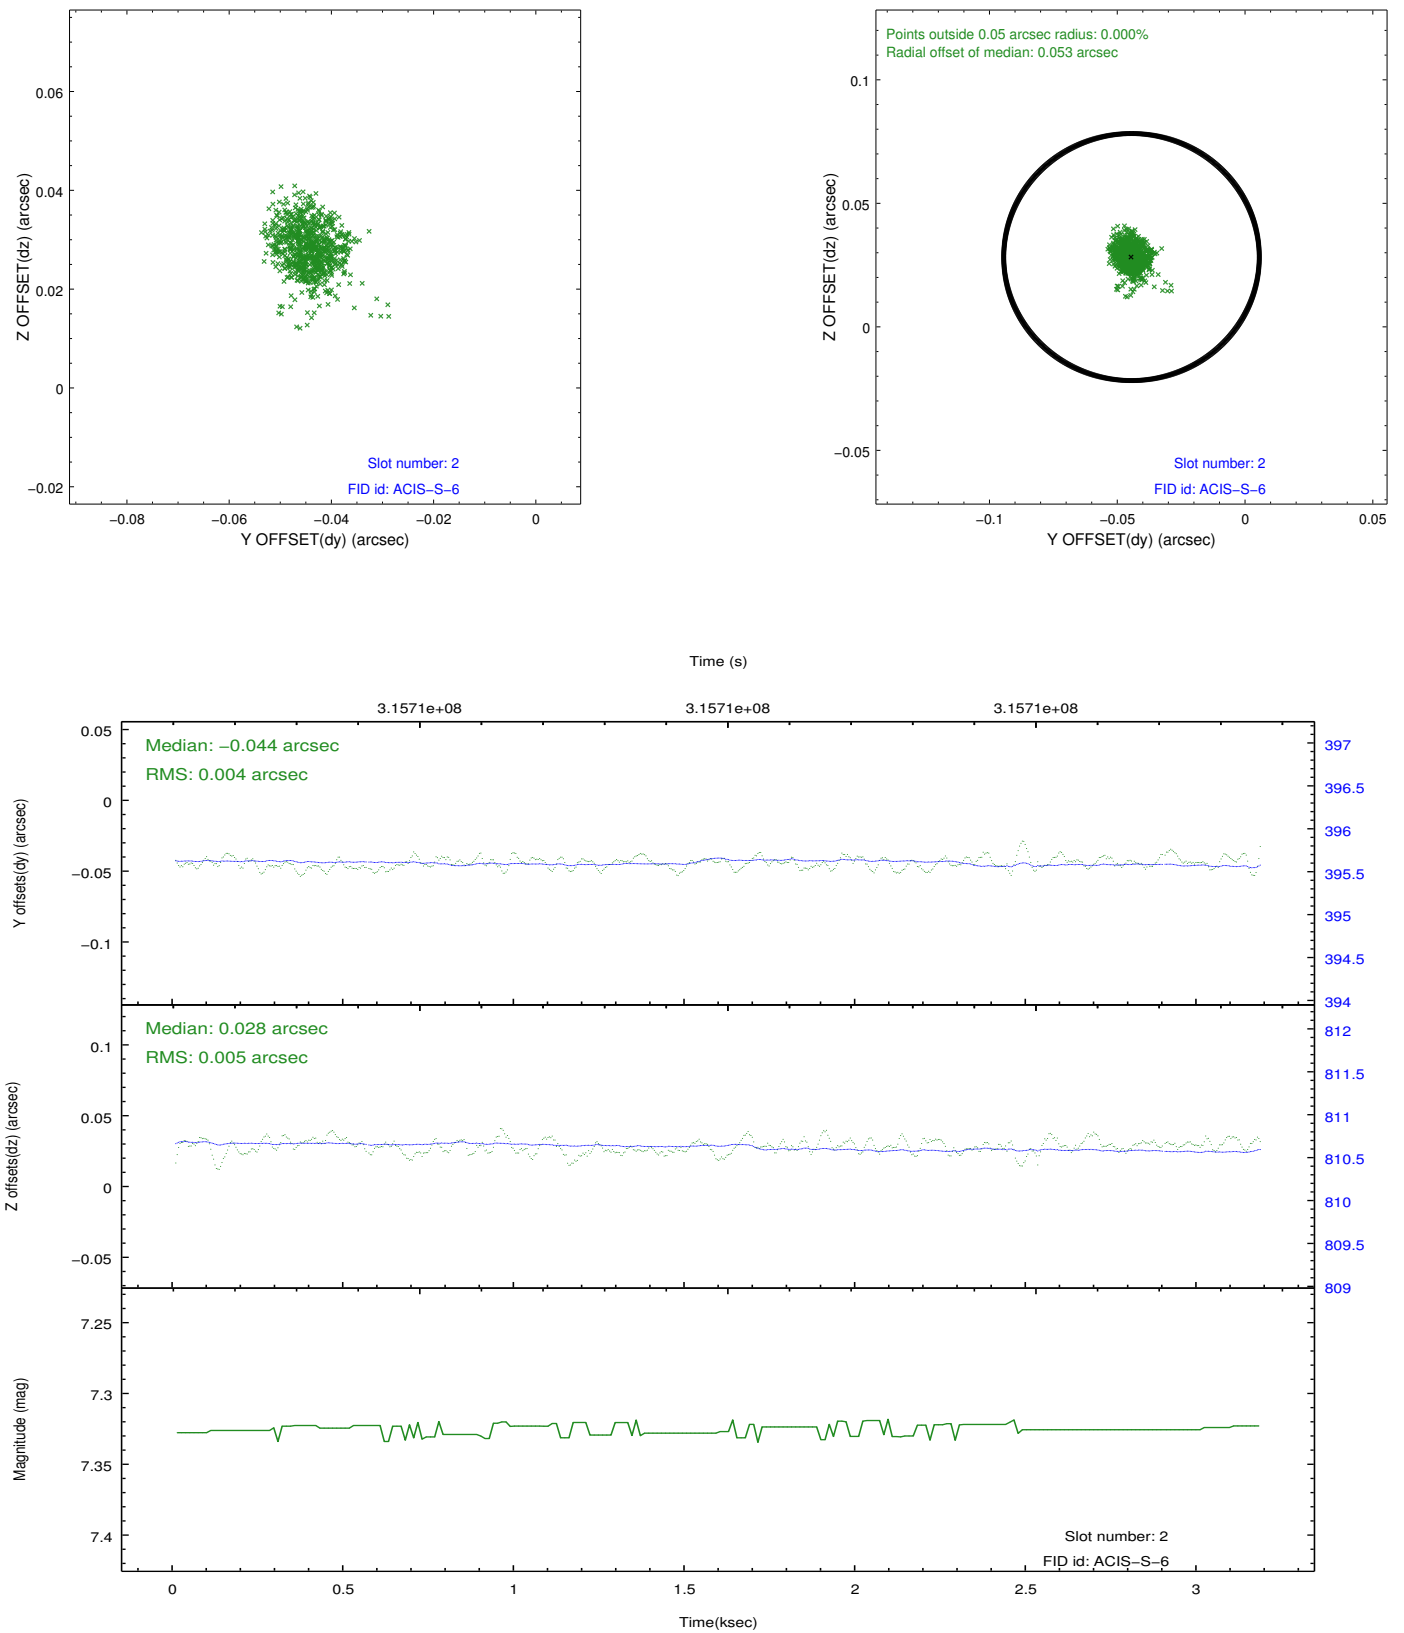 0.06
0.04
0.02
0
−0.02
Z OFFSET(dz) (arcsec)
Slot number: 2
FID id: ACIS−S−6
−0.08 −0.06 −0.04 −0.02 0
Y OFFSET(dy) (arcsec)
Points outside 0.05 arcsec radius: 0.000%
Radial offset of median: 0.053 arcsec
0.1
0.05
0
−0.05
Z OFFSET(dz) (arcsec)
Slot number: 2
FID id: ACIS−S−6
−0.1 −0.05 0 0.05
Y OFFSET(dy) (arcsec)
Time (s)
3.1571e+08 3.1571e+08 3.1571e+08
Median: −0.044 arcsec
RMS: 0.004 arcsec
0.05
0
−0.05
−0.1
Y offsets(dy) (arcsec)
397
396.5
396
395.5
395
394.5
394
Median: 0.028 arcsec
RMS: 0.005 arcsec
0.1
0.05
0
−0.05
Z offsets(dz) (arcsec)
812
811.5
811
810.5
810
809.5
809
7.25
7.3
7.35
7.4
Magnitude (mag)
Slot number: 2
FID id: ACIS−S−6
0 0.5 1 1.5 2 2.5 3
Time(ksec)